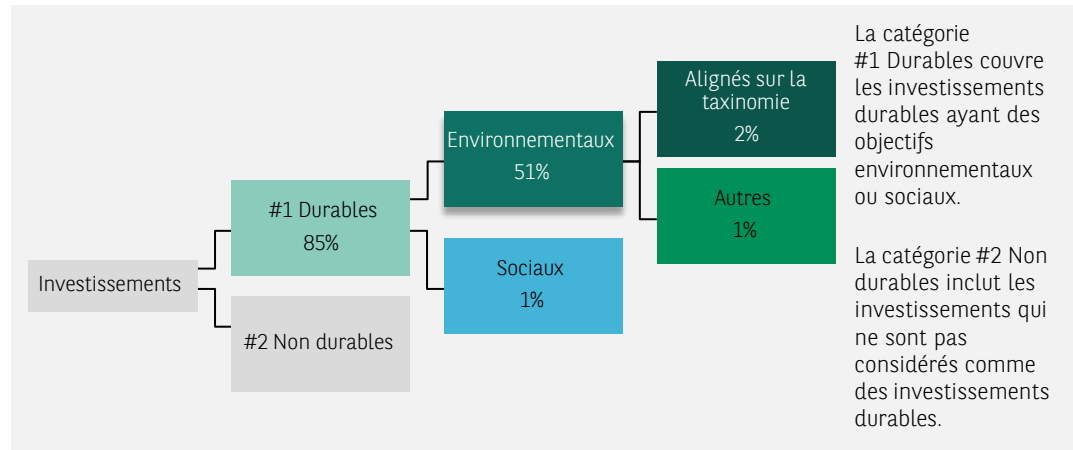 Investissements
#1 Durables
85%
#2 Non durables
Environnementaux
51%
Sociaux
1%
Alignés sur la
taxinomie
2%
Autres
1%
La catégorie
#1 Durables couvre
les investissements
durables ayant des
objectifs
environnementaux
ou sociaux.
La catégorie #2 Non
durables inclut les
investissements qui
ne sont pas
considérés comme
des investissements
durables.